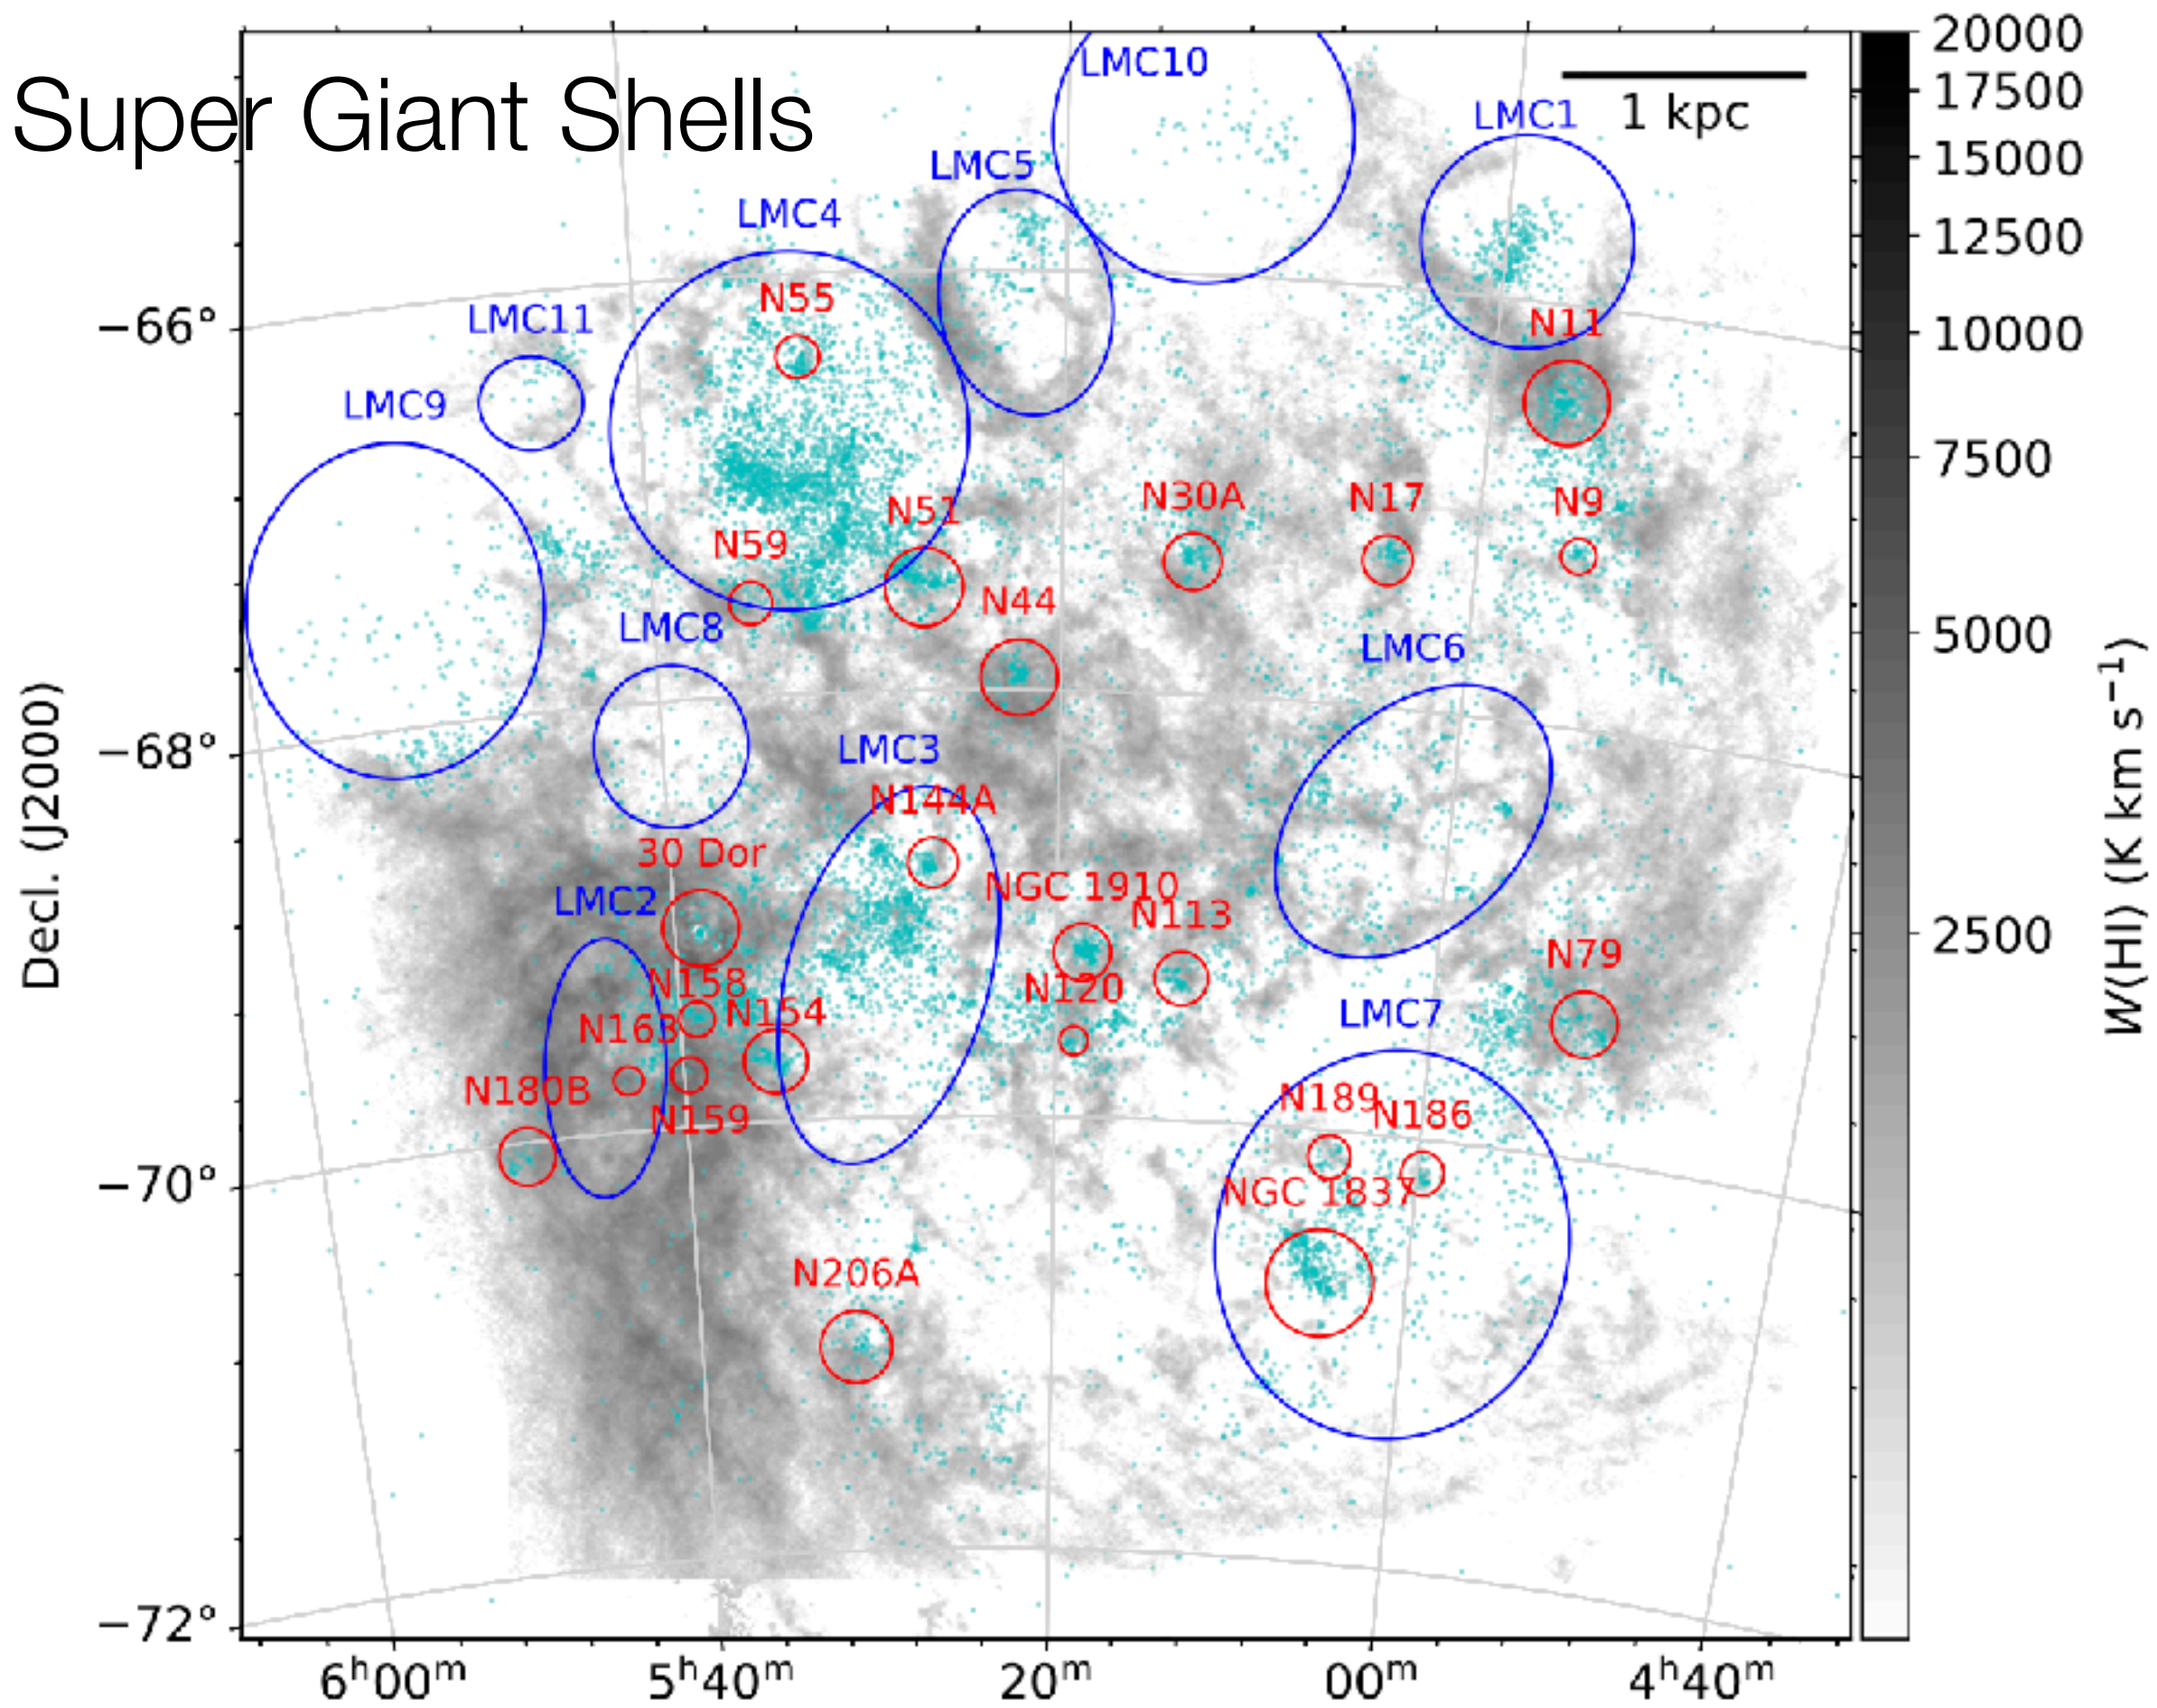 Super Giant Shells
LMC10
1 kpc
LMC1
LMC5
LMC4
N55
LMC11
N11
−66°
LMC9
N51
N30A
N17
N9
N59
N44
LMC8
LMC6
−68°
LMC3
N144A
30 Dor
NGC 1910
LMC2
N113
N79
N158
N120
N154
LMC7
N163
N180B
N159
N189
N186
−70°
NGC 1837
N206A
−72°
6ʰ00ᵐ 5ʰ40ᵐ 20ᵐ 00ᵐ 4ʰ40ᵐ
Decl. (J2000)
20000
17500
15000
12500
10000
7500
5000
2500
W(HI) (K km s⁻¹)